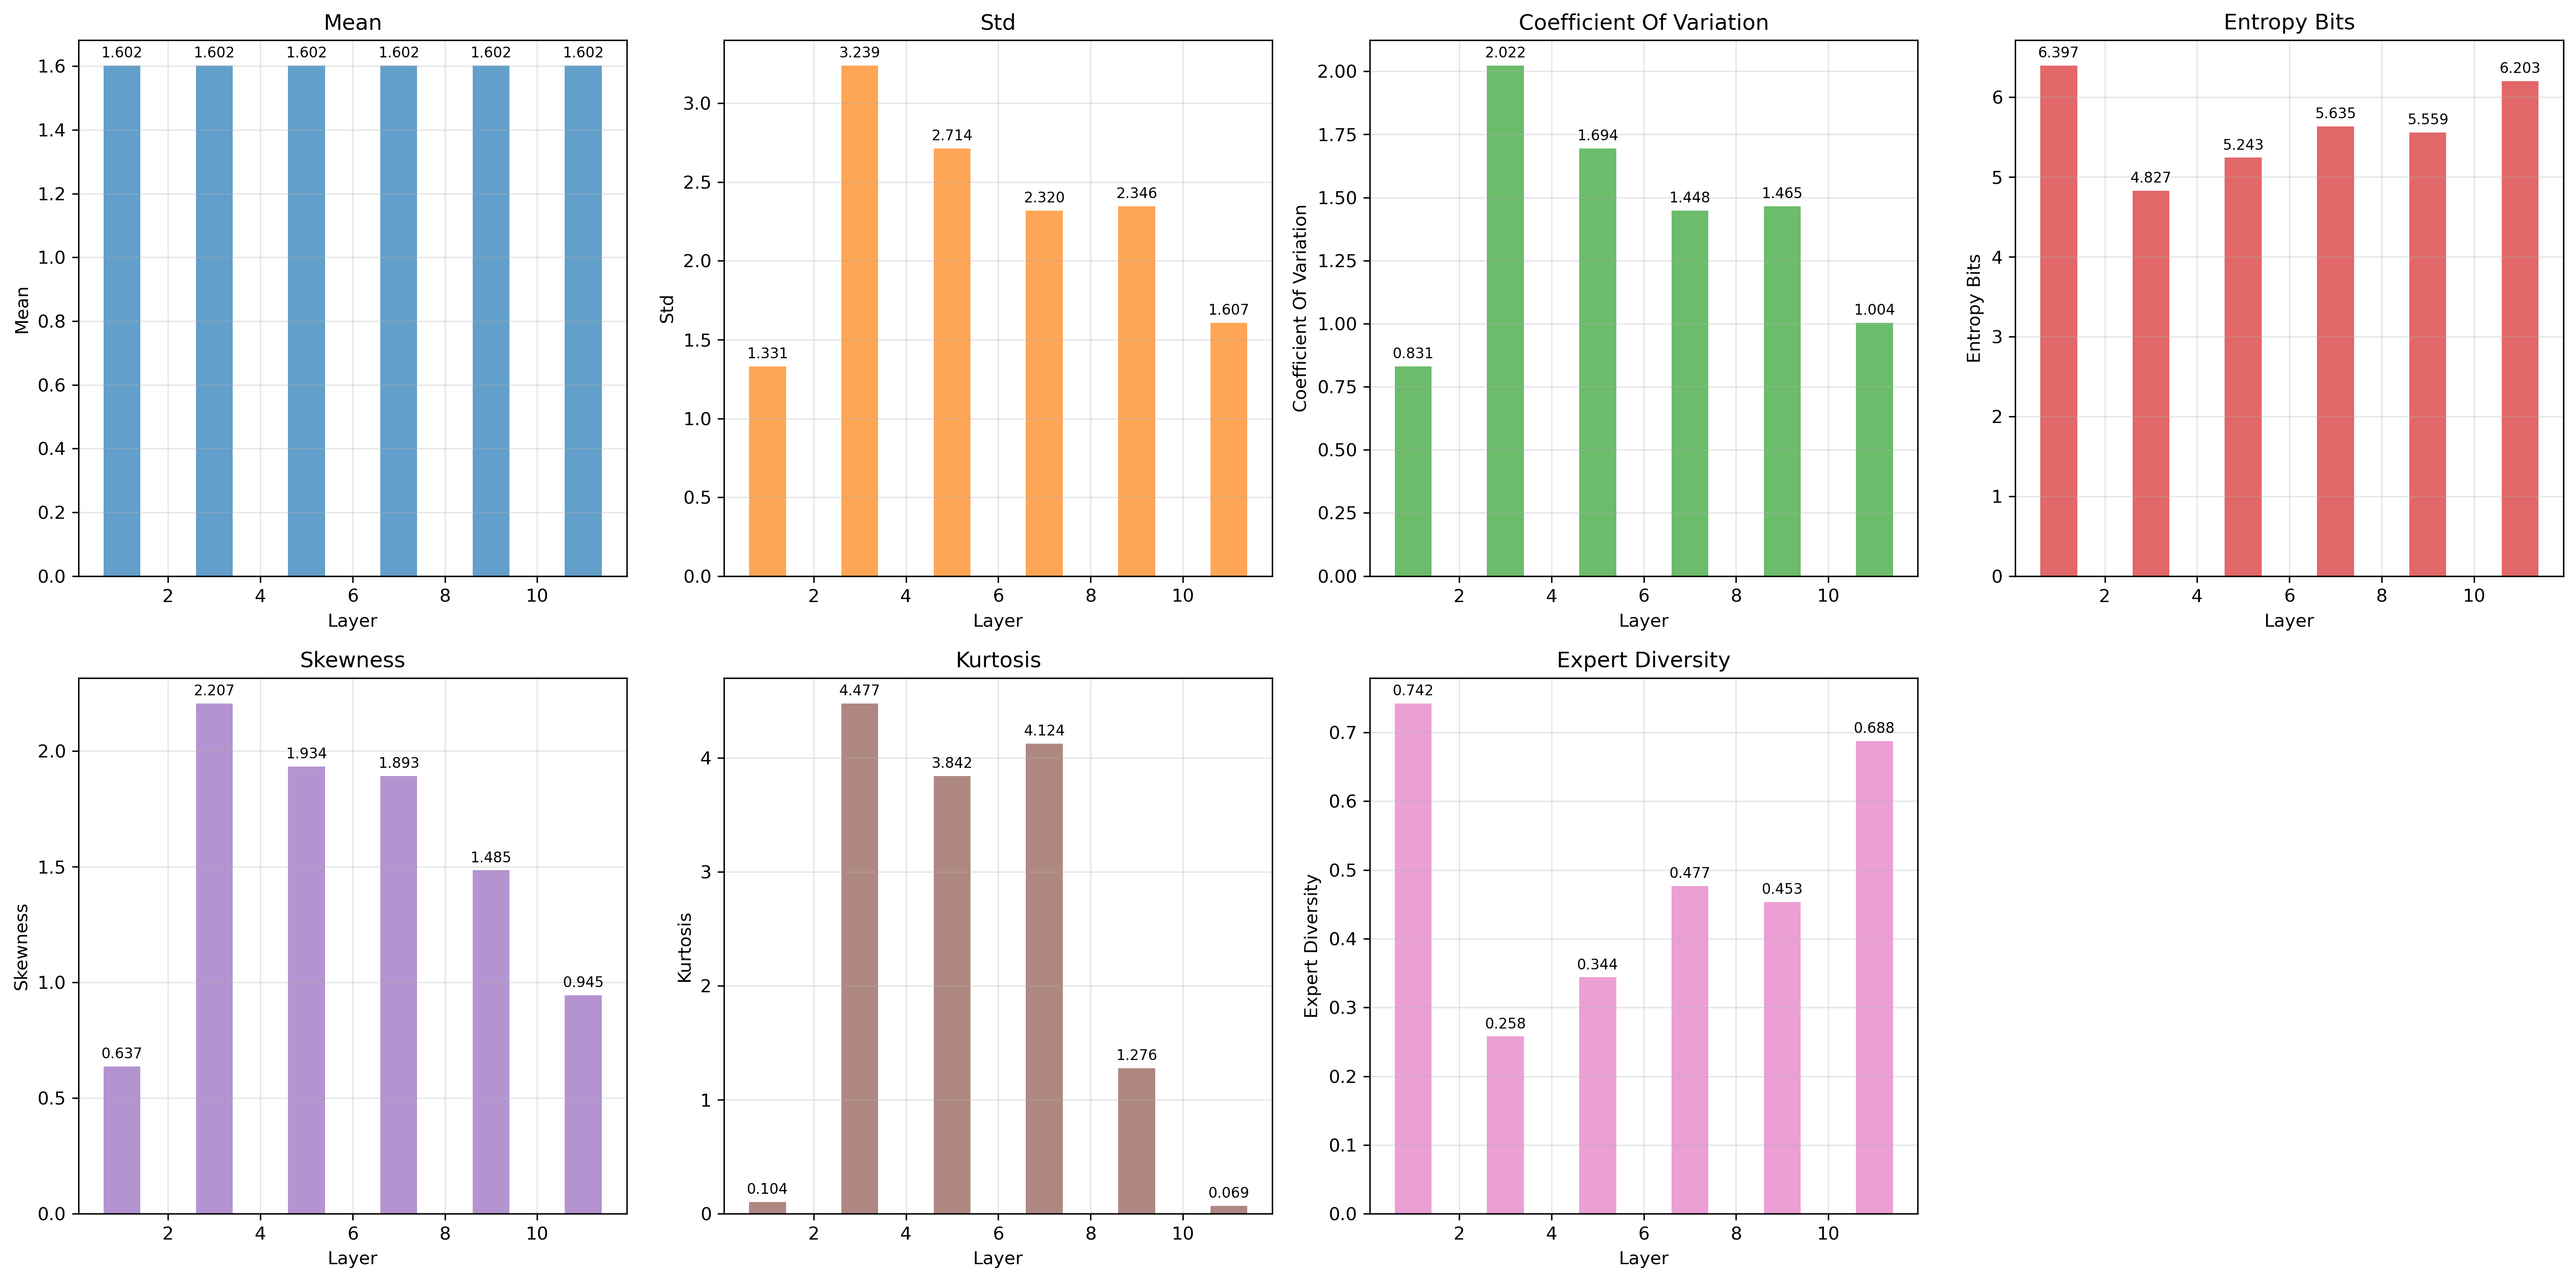 Mean
1.602 1.602 1.602 1.602 1.602 1.602
1.6
1.4
1.2
1.0
0.8
0.6
0.4
0.2
0.0
Mean
2 4 6 8 10
Layer
Std
1.331 3.239 2.714 2.320 2.346 1.607
3.0
2.5
2.0
1.5
1.0
0.5
0.0
Std
2 4 6 8 10
Layer
Coefficient Of Variation
0.831 2.022 1.694 1.448 1.465 1.004
2.00
1.75
1.50
1.25
1.00
0.75
0.50
0.25
0.00
Coefficient Of Variation
2 4 6 8 10
Layer
Entropy Bits
6.397 4.827 5.243 5.635 5.559 6.203
6
5
4
3
2
1
0
Entropy Bits
2 4 6 8 10
Layer
Skewness
0.637 2.207 1.934 1.893 1.485 0.945
2.0
1.5
1.0
0.5
0.0
Skewness
2 4 6 8 10
Layer
Kurtosis
0.104 4.477 3.842 4.124 1.276 0.069
4
3
2
1
0
Kurtosis
2 4 6 8 10
Layer
Expert Diversity
0.742 0.258 0.344 0.477 0.453 0.688
0.7
0.6
0.5
0.4
0.3
0.2
0.1
0.0
Expert Diversity
2 4 6 8 10
Layer